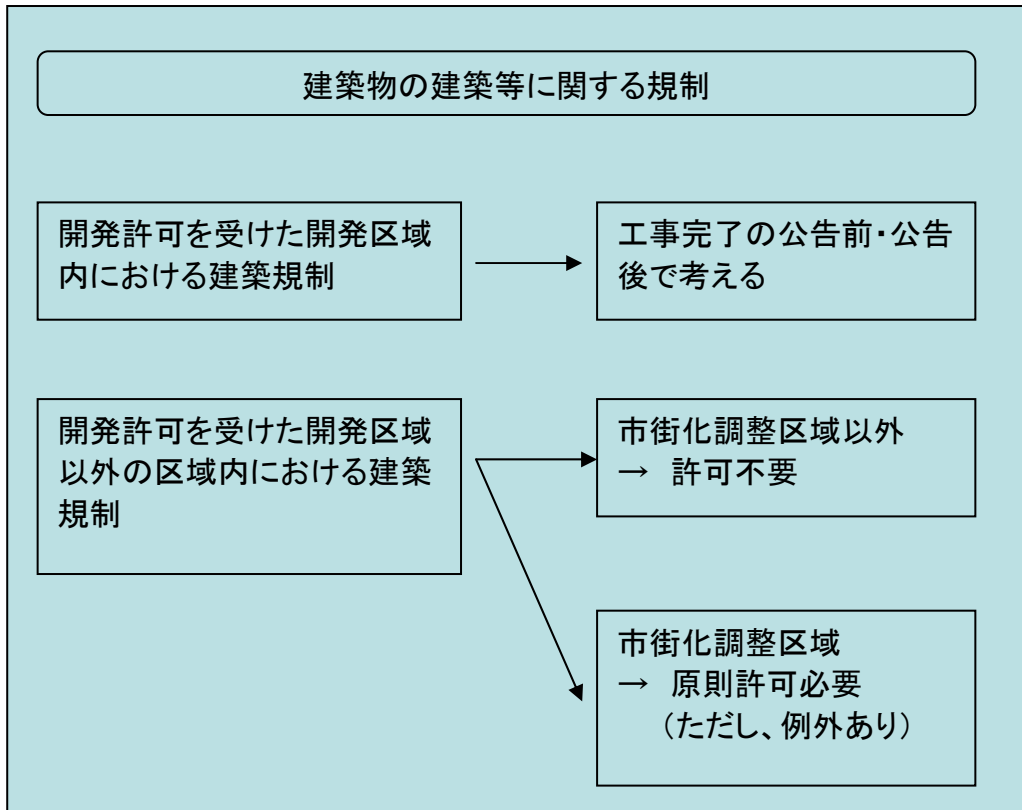 建築物の建築等に関する規制
開発許可を受けた開発区域
内における建築規制
工事完了の公告前・公告
後で考える
開発許可を受けた開発区域
以外の区域内における建築
規制
市街化調整区域以外
→ 許可不要
市街化調整区域
→ 原則許可必要
（ただし、例外あり）